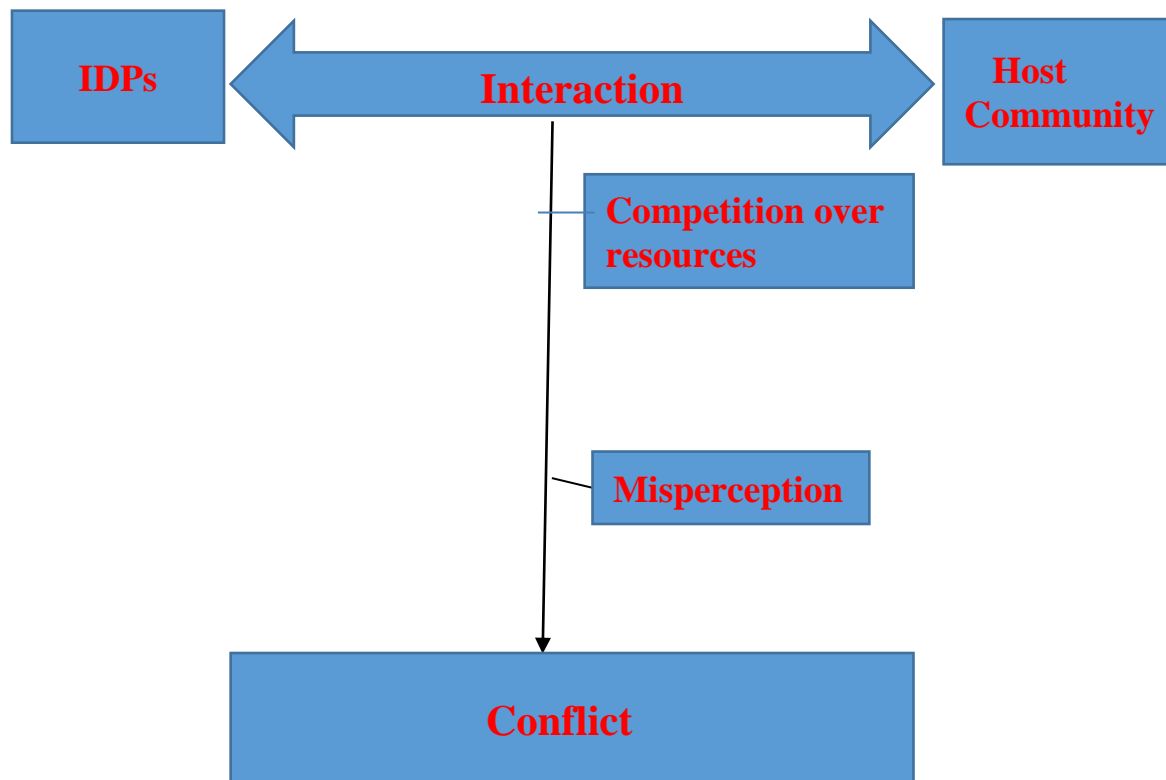 IDPs
Interaction
Host
Community
Competition over
resources
Misperception
Conflict